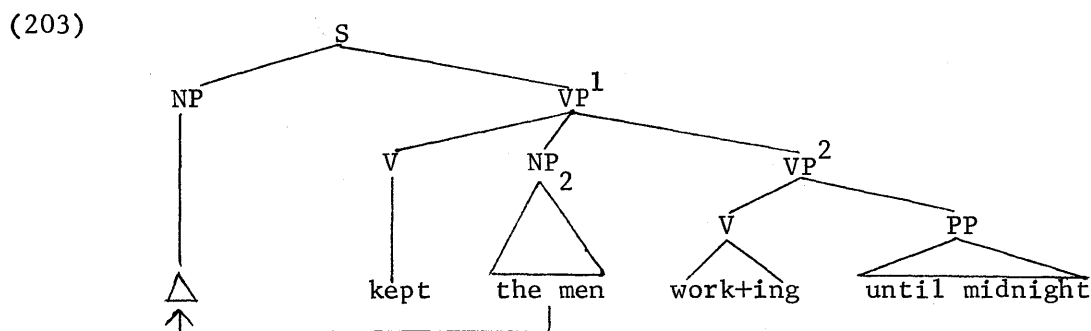 (203)
S
NP VP1
V NP2 VP2
V PP
Δ kept the men work+ing until midnight